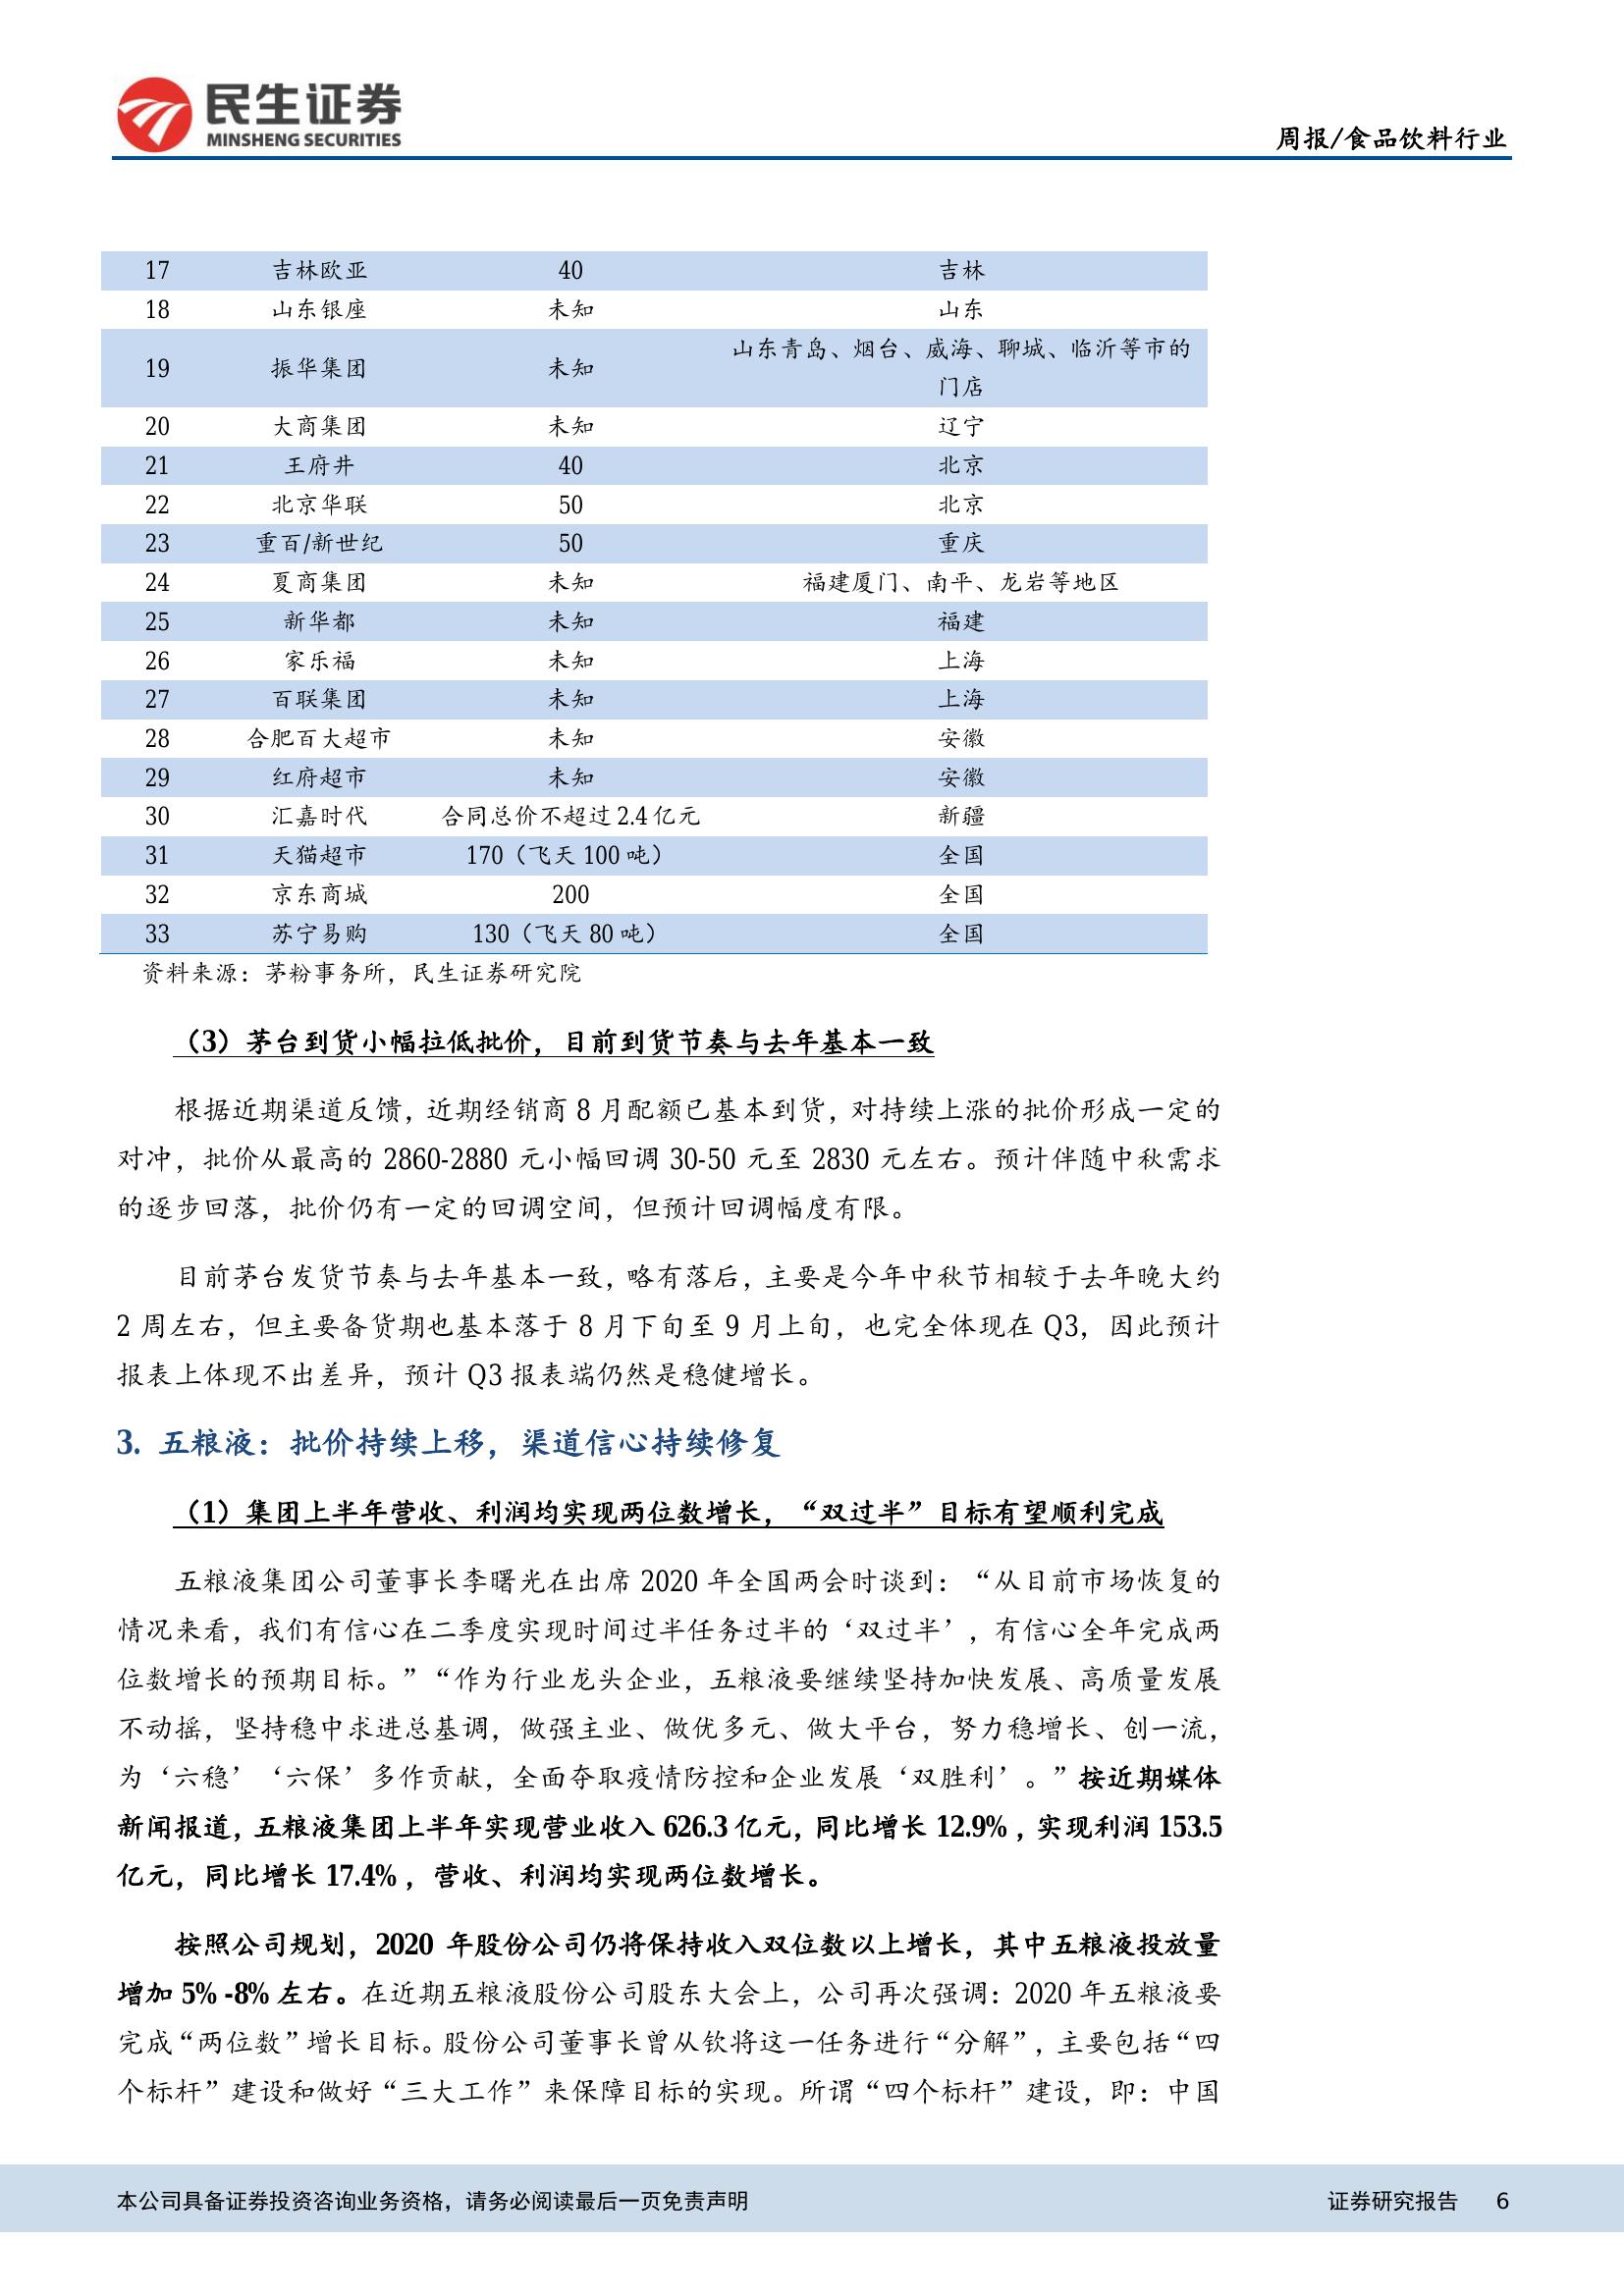 民生证券
MINSHENG SECURITIES
周报/食品饮料行业
17 吉林欧亚 40 吉林
18 山东银座 未知 山东
19 振华集团 未知 山东青岛、烟台、威海、聊城、临沂等市的
门店
20 大商集团 未知 辽宁
21 王府井 40 北京
22 北京华联 50 北京
23 重百/新世纪 50 重庆
24 夏商集团 未知 福建厦门、南平、龙岩等地区
25 新华都 未知 福建
26 家乐福 未知 上海
27 百联集团 未知 上海
28 合肥百大超市 未知 安徽
29 红府超市 未知 安徽
30 汇嘉时代 合同总价不超过 2.4 亿元 新疆
31 天猫超市 170（飞天 100 吨） 全国
32 京东商城 200 全国
33 苏宁易购 130（飞天 80 吨） 全国
资料来源：茅粉事务所，民生证券研究院
（3）茅台到货小幅拉低批价，目前到货节奏与去年基本一致
根据近期渠道反馈，近期经销商 8 月配额已基本到货，对持续上涨的批价形成一定的
对冲，批价从最高的 2860-2880 元小幅回调 30-50 元至 2830 元左右。预计伴随中秋需求
的逐步回落，批价仍有一定的回调空间，但预计回调幅度有限。
目前茅台发货节奏与去年基本一致，略有落后，主要是今年中秋节相较于去年晚大约
2 周左右，但主要备货期也基本落于 8 月下旬至 9 月上旬，也完全体现在 Q3，因此预计
报表上体现不出差异，预计 Q3 报表端仍然是稳健增长。
3. 五粮液：批价持续上移，渠道信心持续修复
（1）集团上半年营收、利润均实现两位数增长，“双过半”目标有望顺利完成
五粮液集团公司董事长李曙光在出席 2020 年全国两会时谈到：“从目前市场恢复的
情况来看，我们有信心在二季度实现时间过半任务过半的‘双过半’，有信心全年完成两
位数增长的预期目标。”“作为行业龙头企业，五粮液要继续坚持加快发展、高质量发展
不动摇，坚持稳中求进总基调，做强主业、做优多元、做大平台，努力稳增长、创一流，
为‘六稳’‘六保’多作贡献，全面夺取疫情防控和企业发展‘双胜利’。”按近期媒体
新闻报道，五粮液集团上半年实现营业收入 626.3 亿元，同比增长 12.9%，实现利润 153.5
亿元，同比增长 17.4%，营收、利润均实现两位数增长。
按照公司规划，2020 年股份公司仍将保持收入双位数以上增长，其中五粮液投放量
增加 5%-8%左右。在近期五粮液股份公司股东大会上，公司再次强调：2020 年五粮液要
完成“两位数”增长目标。股份公司董事长曾从钦将这一任务进行“分解”，主要包括“四
个标杆”建设和做好“三大工作”来保障目标的实现。所谓“四个标杆”建设，即：中国
本公司具备证券投资咨询业务资格，请务必阅读最后一页免责声明 证券研究报告 6